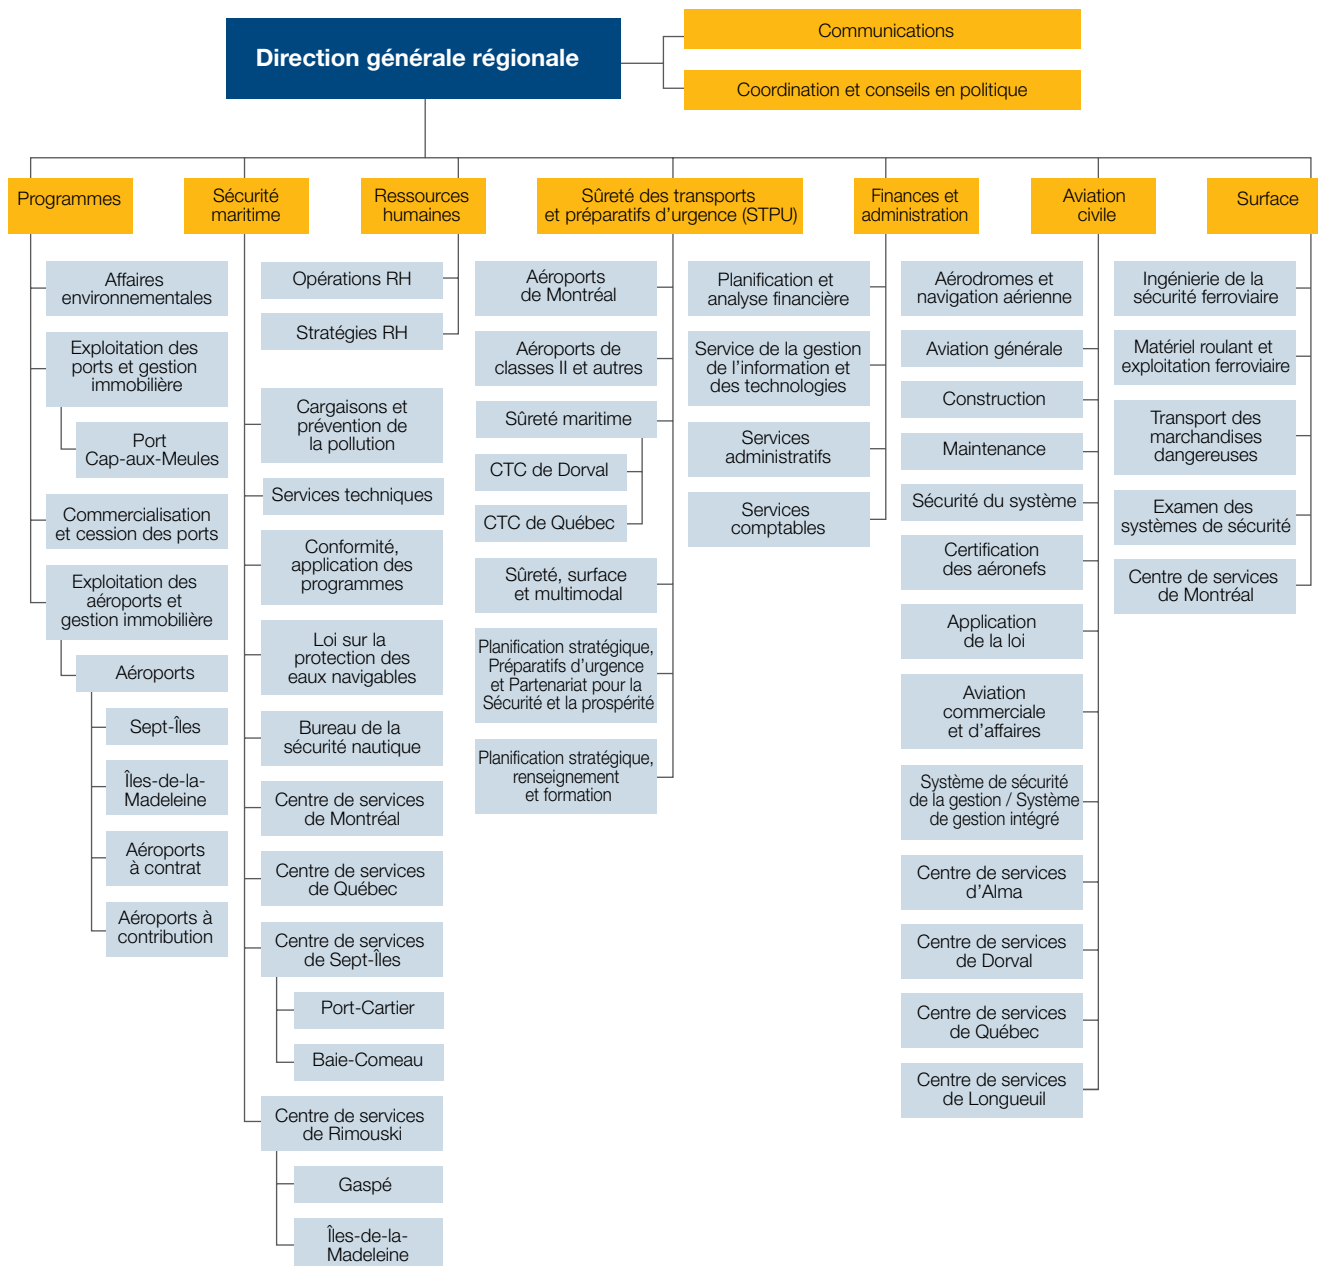 Direction générale régionale
Communications
Coordination et conseils en politique
Programmes
Sécurité
maritime
Ressources
humaines
Sûreté des transports
et préparatifs d'urgence (STPU)
Finances et
administration
Aviation
civile
Surface
Affaires
environnementales
Exploitation des
ports et gestion
immobilière
Port
Cap-aux-Meules
Commercialisation
et cession des ports
Exploitation des
aéroports et
gestion immobilière
Aéroports
Sept-Îles
Îles-de-la-
Madeleine
Aéroports
à contrat
Aéroports à
contribution
Opérations RH
Stratégies RH
Cargaisons et
prévention de
la pollution
Services techniques
Conformité,
application des
programmes
Loi sur la
protection des
eaux navigables
Bureau de la
sécurité nautique
Centre de services
de Montréal
Centre de services
de Québec
Centre de services
de Sept-Îles
Port-Cartier
Baie-Comeau
Centre de services
de Rimouski
Gaspé
Îles-de-la-
Madeleine
Aéroports
de Montréal
Aéroports de
classes II et autres
Sûreté maritime
CTC de Dorval
CTC de Québec
Sûreté, surface
et multimodal
Planification stratégique,
Préparatifs d'urgence
et Partenariat pour la
Sécurité et la prospérité
Planification stratégique,
renseignement
et formation
Planification et
analyse financière
Service de la gestion
de l'information et
des technologies
Services
administratifs
Services
comptables
Aérodromes et
navigation aérienne
Aviation générale
Construction
Maintenance
Sécurité du système
Certification
des aéronefs
Application
de la loi
Aviation
commerciale
et d'affaires
Système de sécurité
de la gestion / Système
de gestion intégré
Centre de services
d'Alma
Centre de services
de Dorval
Centre de services
de Québec
Centre de services
de Longueuil
Ingénierie de la
sécurité ferroviaire
Matériel roulant et
exploitation ferroviaire
Transport des
marchandises
dangereuses
Examen des
systèmes de sécurité
Centre de services
de Montréal